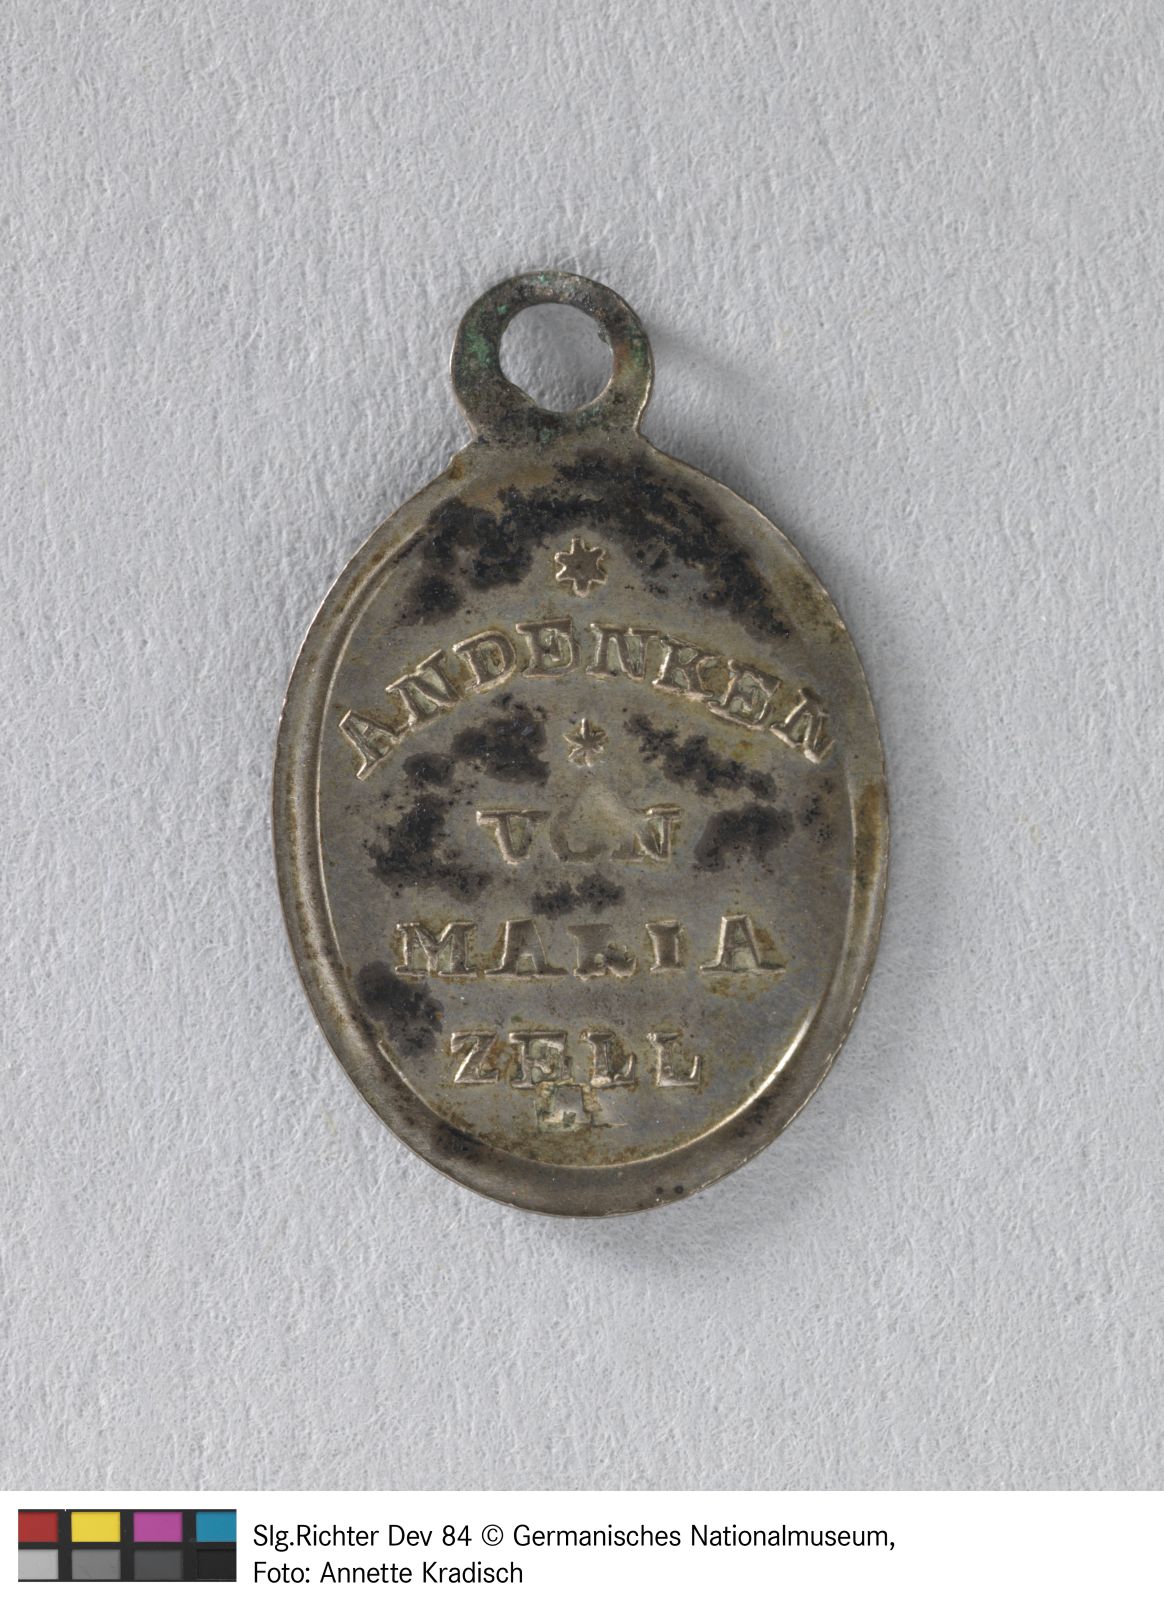 ANDENKEN
VON
MARIA
ZELL
Slg.Richter Dev 84 © Germanisches Nationalmuseum,
Foto: Annette Kradisch